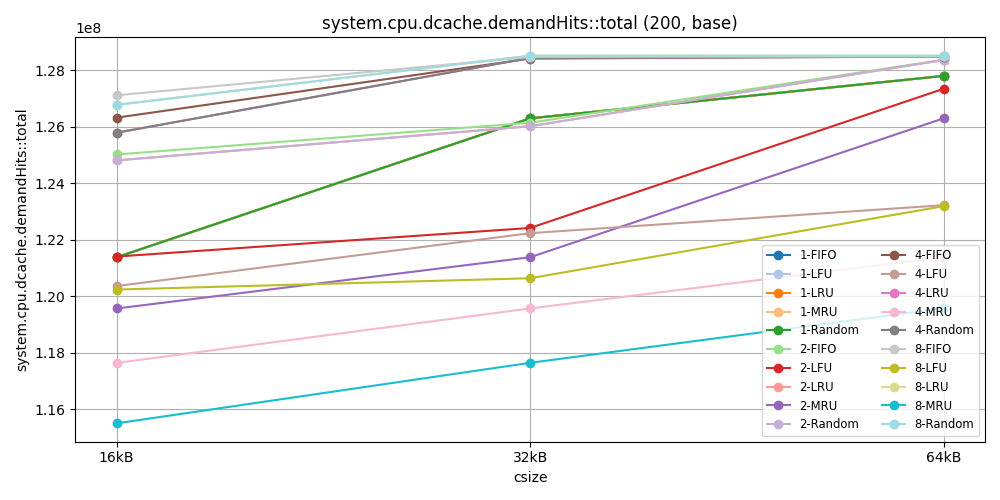 system.cpu.dcache.demandHits::total (200, base)
1e8
system.cpu.dcache.demandHits::total
1.28
1.26
1.24
1.22
1.20
1.18
1.16
16kB
32kB
64kB
csize
1-FIFO
1-LFU
1-LRU
1-MRU
1-Random
2-FIFO
2-LFU
2-LRU
2-MRU
2-Random
4-FIFO
4-LFU
4-LRU
4-MRU
4-Random
8-FIFO
8-LFU
8-LRU
8-MRU
8-Random